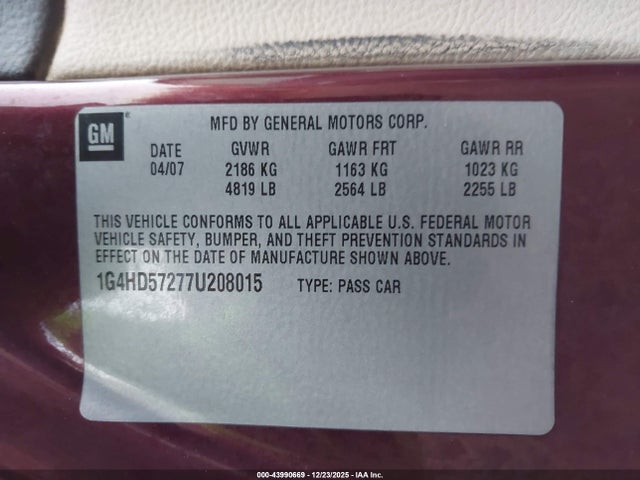 GM
MFD BY GENERAL MOTORS CORP.
DATE GVWR GAWR FRT GAWR RR
04/07 2186 KG 1163 KG 1023 KG
4819 LB 2564 LB 2255 LB
THIS VEHICLE CONFORMS TO ALL APPLICABLE U.S. FEDERAL MOTOR
VEHICLE SAFETY, BUMPER, AND THEFT PREVENTION STANDARDS IN
EFFECT ON THE DATE OF MANUFACTURE SHOWN ABOVE.
1G4HD57277U208015 TYPE: PASS CAR
000-43990669 • 12/23/2025 • IAA Inc.